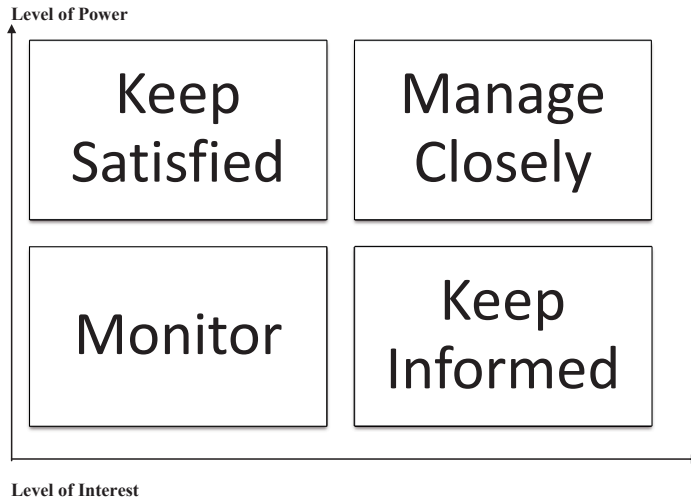 Level of Power
Keep
Satisfied
Manage
Closely
Monitor
Keep
Informed
Level of Interest